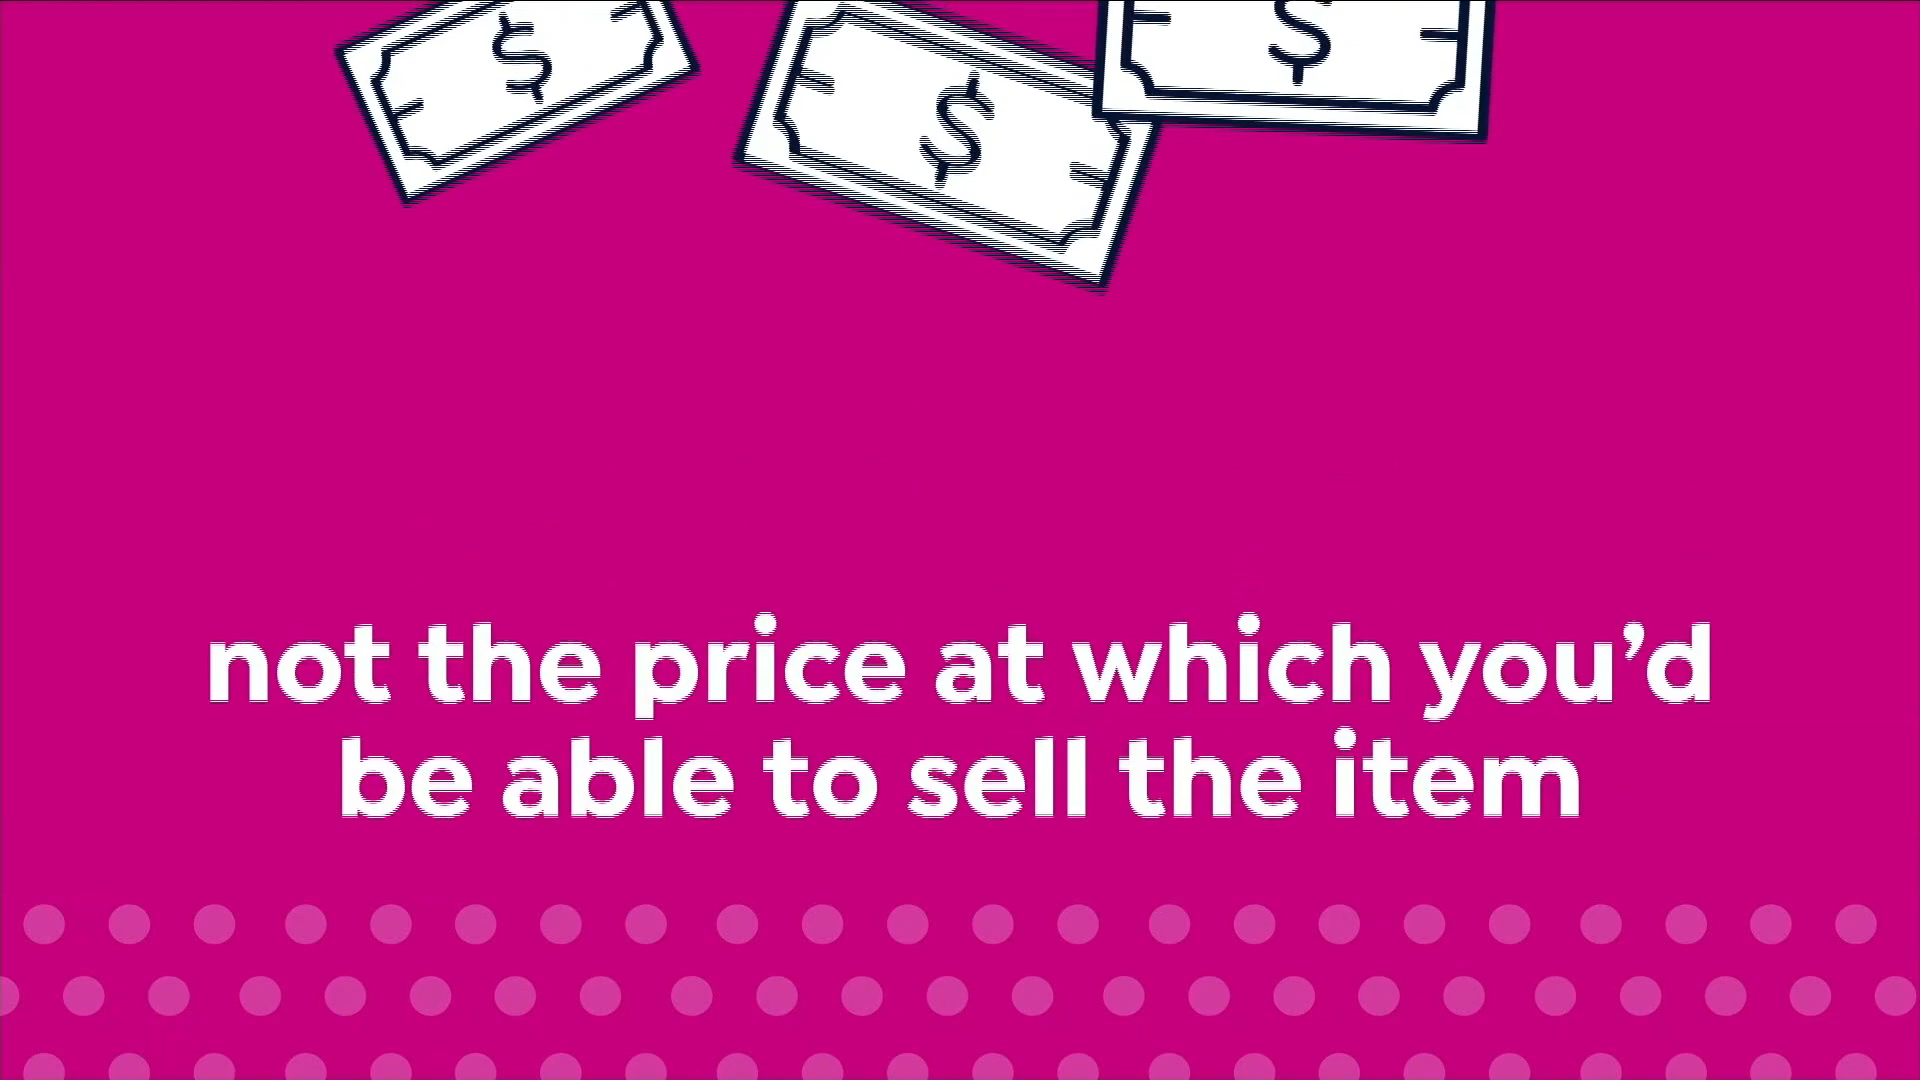 $ $ $
not the price at which you’d
be able to sell the item